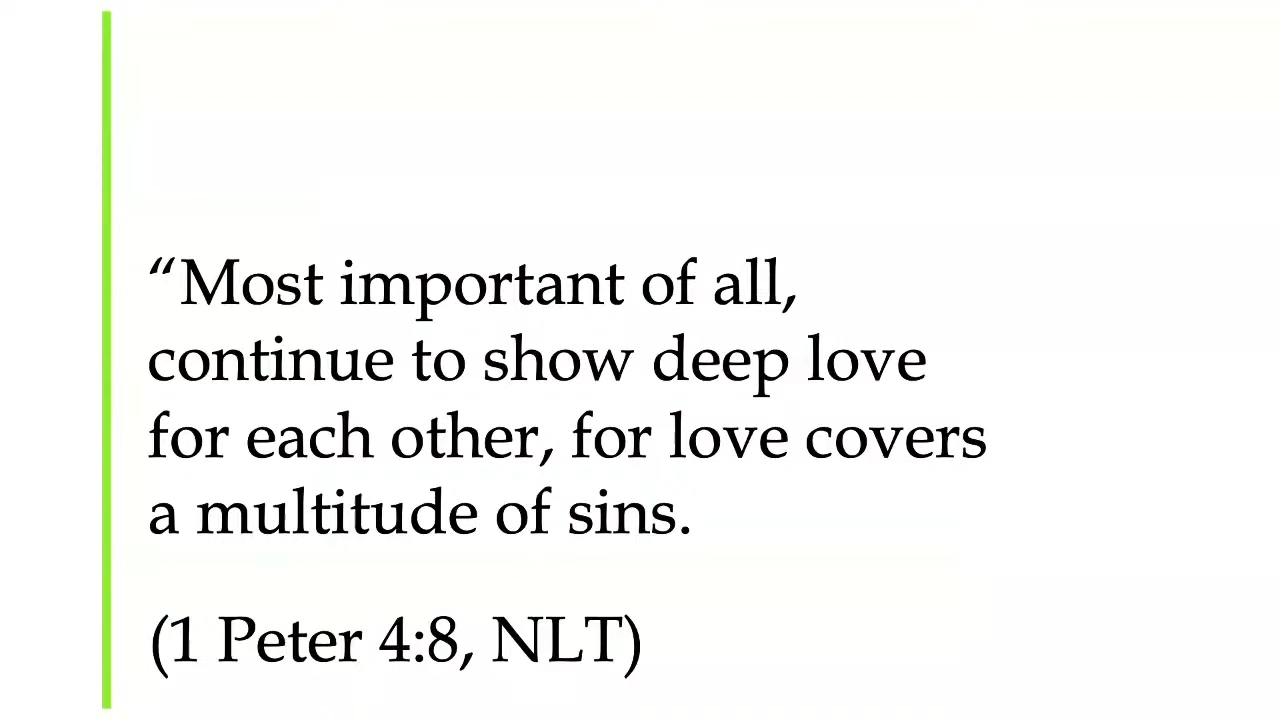 “Most important of all,
continue to show deep love
for each other, for love covers
a multitude of sins.
(1 Peter 4:8, NLT)